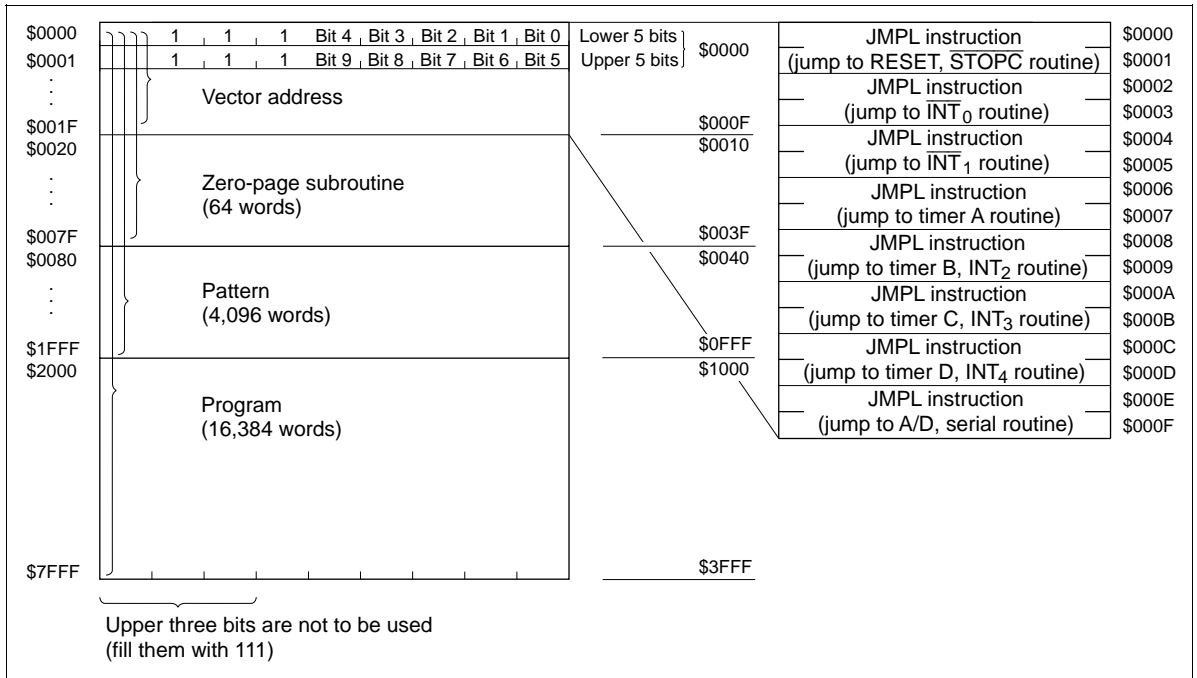 $0000
1 1 1 Bit 4 Bit 3 Bit 2 Bit 1 Bit 0
Lower 5 bits
$0001
1 1 1 Bit 9 Bit 8 Bit 7 Bit 6 Bit 5
Upper 5 bits
$0000
Vector address
$001F
$000F
$0020
$0010
Zero-page subroutine
(64 words)
$007F
$003F
$0080
$0040
Pattern
(4,096 words)
$1FFF
$0FFF
$2000
$1000
Program
(16,384 words)
$7FFF
$3FFF
Upper three bits are not to be used
(fill them with 111)
JMPL instruction
$0000
(jump to RESET, S̅T̅O̅P̅C̅ routine)
$0001
JMPL instruction
$0002
(jump to I̅N̅T̅0 routine)
$0003
JMPL instruction
$0004
(jump to I̅N̅T̅1 routine)
$0005
JMPL instruction
$0006
(jump to timer A routine)
$0007
JMPL instruction
$0008
(jump to timer B, INT2 routine)
$0009
JMPL instruction
$000A
(jump to timer C, INT3 routine)
$000B
JMPL instruction
$000C
(jump to timer D, INT4 routine)
$000D
JMPL instruction
$000E
(jump to A/D, serial routine)
$000F